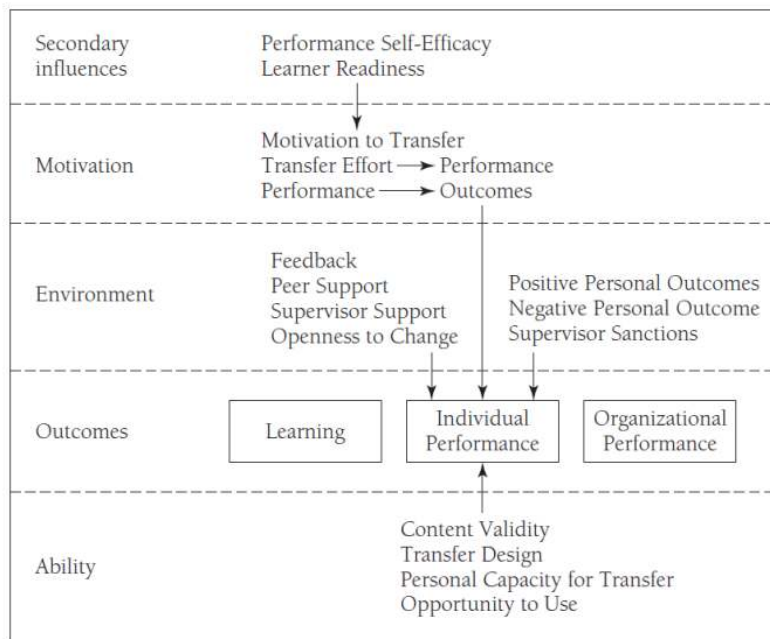 Secondary
influences
Performance Self-Efficacy
Learner Readiness
Motivation
Motivation to Transfer
Transfer Effort → Performance
Performance → Outcomes
Environment
Feedback
Peer Support
Supervisor Support
Openness to Change
Positive Personal Outcomes
Negative Personal Outcome
Supervisor Sanctions
Outcomes
Learning
Individual
Performance
Organizational
Performance
Ability
Content Validity
Transfer Design
Personal Capacity for Transfer
Opportunity to Use